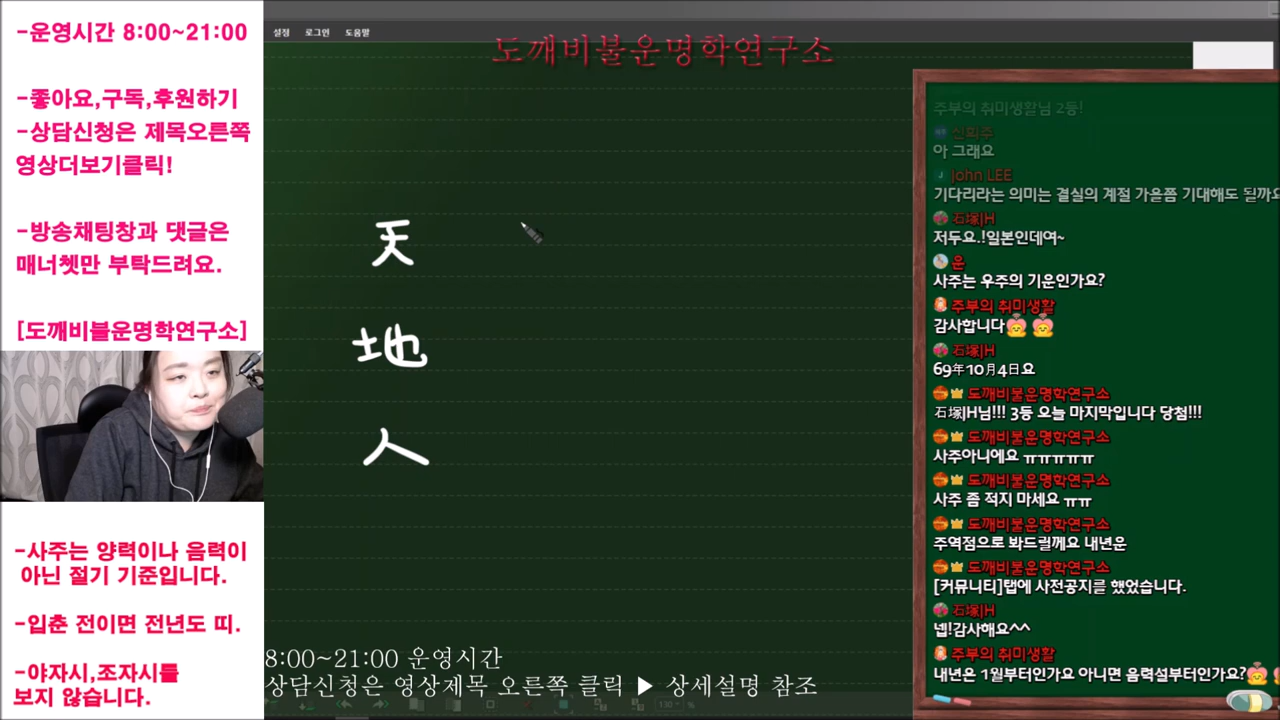 -운영시간 8:00~21:00
-좋아요,구독,후원하기
-상담신청은 제목오른쪽
영상더보기클릭!
-방송채팅창과 댓글은
매너쳇만 부탁드려요.
[도깨비불운명학연구소]
-사주는 양력이나 음력이
아닌 절기 기준입니다.
-입춘 전이면 전년도 띠.
-야자시,조자시를
보지 않습니다.
설정 로그인 도움말
도깨비불운명학연구소
天
地
人
8:00~21:00 운영시간
상담신청은 영상제목 오른쪽 클릭 ▶ 상세설명 참조
130 %
주부의 취미생활님 2등!
신획주
아 그래요
J john LEE
기다리라는 의미는 결실의 계절 가을쯤 기대해도 될까요
石塚|H
저두요.!일본인데여~
운
사주는 우주의 기운인가요?
주부의 취미생활
감사합니다
石塚|H
69年10月4日요
도깨비불운명학연구소
石塚|H님!!! 3등 오늘 마지막입니다 당첨!!!
도깨비불운명학연구소
사주아니에요 ㅠㅠㅠㅠㅠ
도깨비불운명학연구소
사주 좀 적지 마세요 ㅠㅠ
도깨비불운명학연구소
주역점으로 봐드릴께요 내년운
도깨비불운명학연구소
[커뮤니티]탭에 사전공지를 했었습니다.
石塚|H
넵!감사해요^^
주부의 취미생활
내년은 1월부터인가요 아니면 음력설부터인가요?